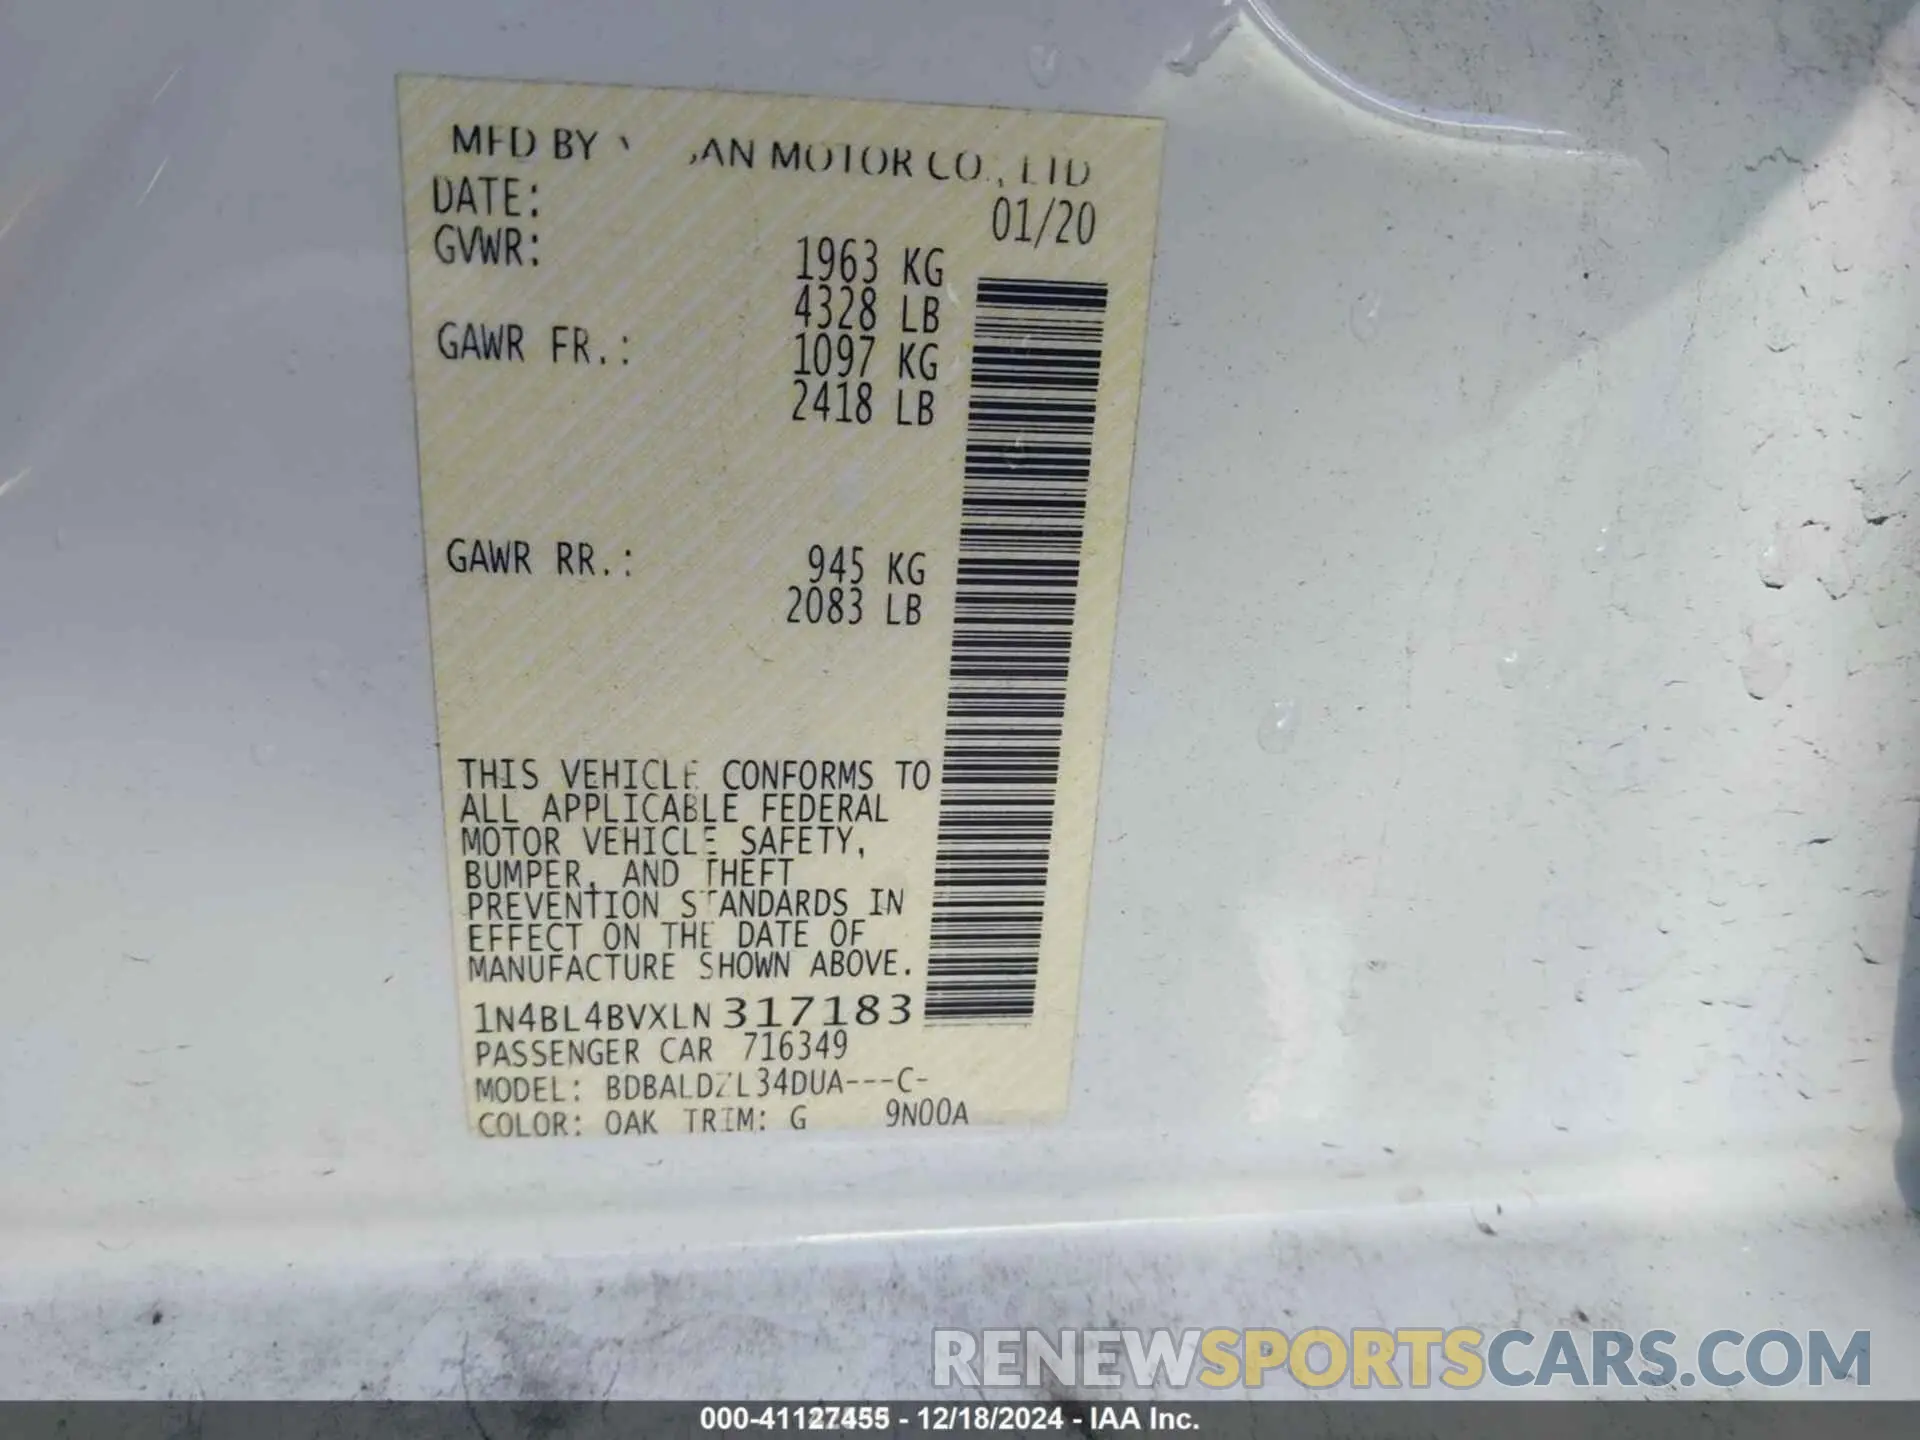 MFD BY MOTOR CO., LTD
DATE: 01/20
GVWR: 1963 KG
4328 LB
GAWR FR.: 1097 KG
2418 LB
GAWR RR.: 945 KG
2083 LB
THIS VEHICLE CONFORMS TO
ALL APPLICABLE FEDERAL
MOTOR VEHICLE SAFETY,
BUMPER, AND THEFT
PREVENTION STANDARDS IN
EFFECT ON THE DATE OF
MANUFACTURE SHOWN ABOVE.
1N4BL4BVXLN317183
PASSENGER CAR 716349
MODEL: BDBALDZL34DUA---C-
COLOR: QAK TRIM: G 9N00A
RENEWSPORTSCARS.COM
000-41127455 - 12/18/2024 - IAA Inc.